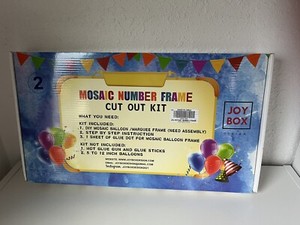 2
MOSAIC NUMBER FRAME
CUT OUT KIT
JOY
BOX
WHAT YOU NEED:
KIT INCLUDED:
1. DIY MOSAIC BALLOON /MARQUEE FRAME (NEED ASSEMBLY)
2. STEP BY STEP INSTRUCTION
3. 1 SHEET OF GLUE DOT FOR MOSAIC BALLOON FRAME
KIT NOT INCLUDED:
1. HOT GLUE GUN AND GLUE STICKS
2. 5 TO 12 INCH BALLOONS